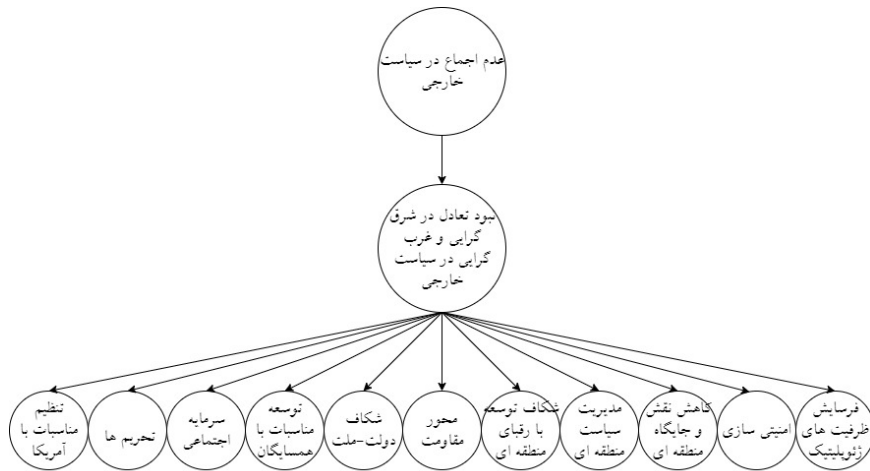 عدم اجماع در سیاست
خارجی
نبود تعادل در شرق
گرایی و غرب
گرایی در سیاست
خارجی
فرسایش
ظرفیت های
ژئوپلیتیک
امنیتی سازی
کاهش نقش
و جایگاه
منطقه ای
مدیریت
سیاست
منطقه ای
شکاف توسعه
با رقبای
منطقه ای
محور
مقاومت
شکاف
دولت-ملت
توسعه
مناسبات با
همسایگان
سرمایه
اجتماعی
تحریم ها
تنظیم
مناسبات با
آمریکا